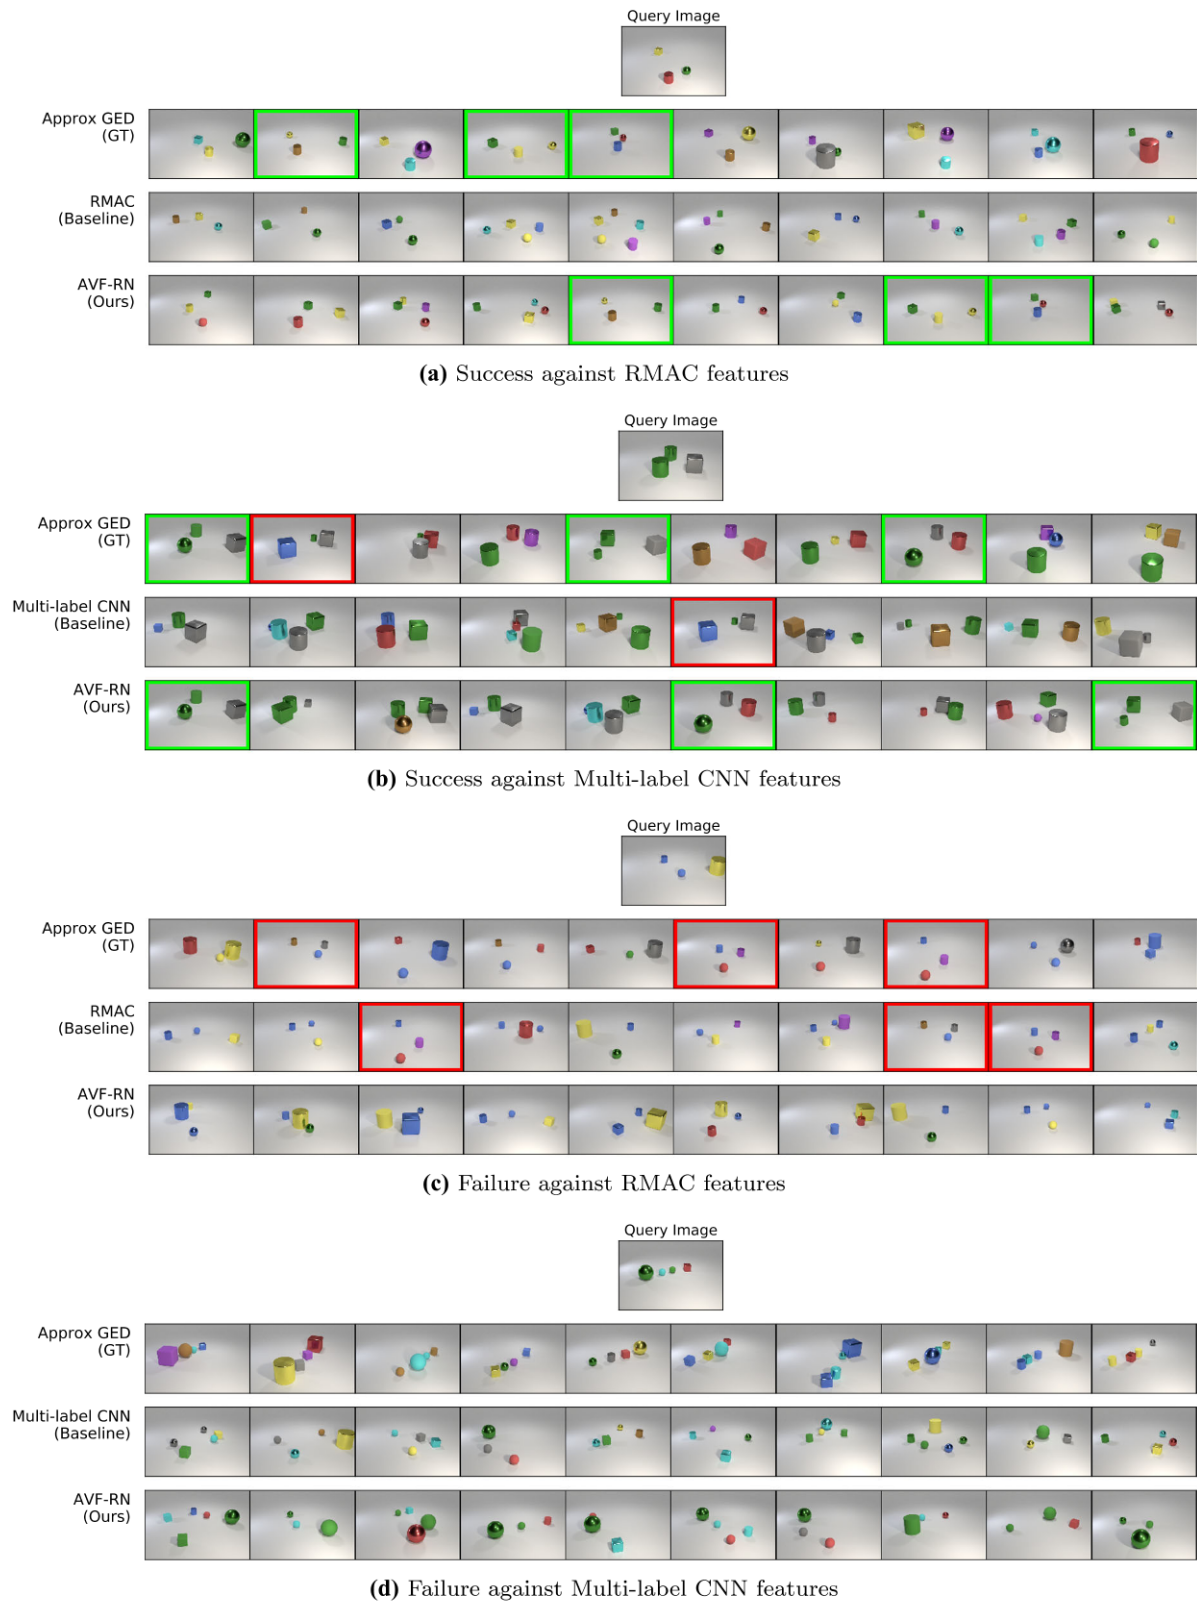 Query Image
Approx GED
(GT)
RMAC
(Baseline)
AVF-RN
(Ours)
(a) Success against RMAC features
Query Image
Approx GED
(GT)
Multi-label CNN
(Baseline)
AVF-RN
(Ours)
(b) Success against Multi-label CNN features
Query Image
Approx GED
(GT)
RMAC
(Baseline)
AVF-RN
(Ours)
(c) Failure against RMAC features
Query Image
Approx GED
(GT)
Multi-label CNN
(Baseline)
AVF-RN
(Ours)
(d) Failure against Multi-label CNN features